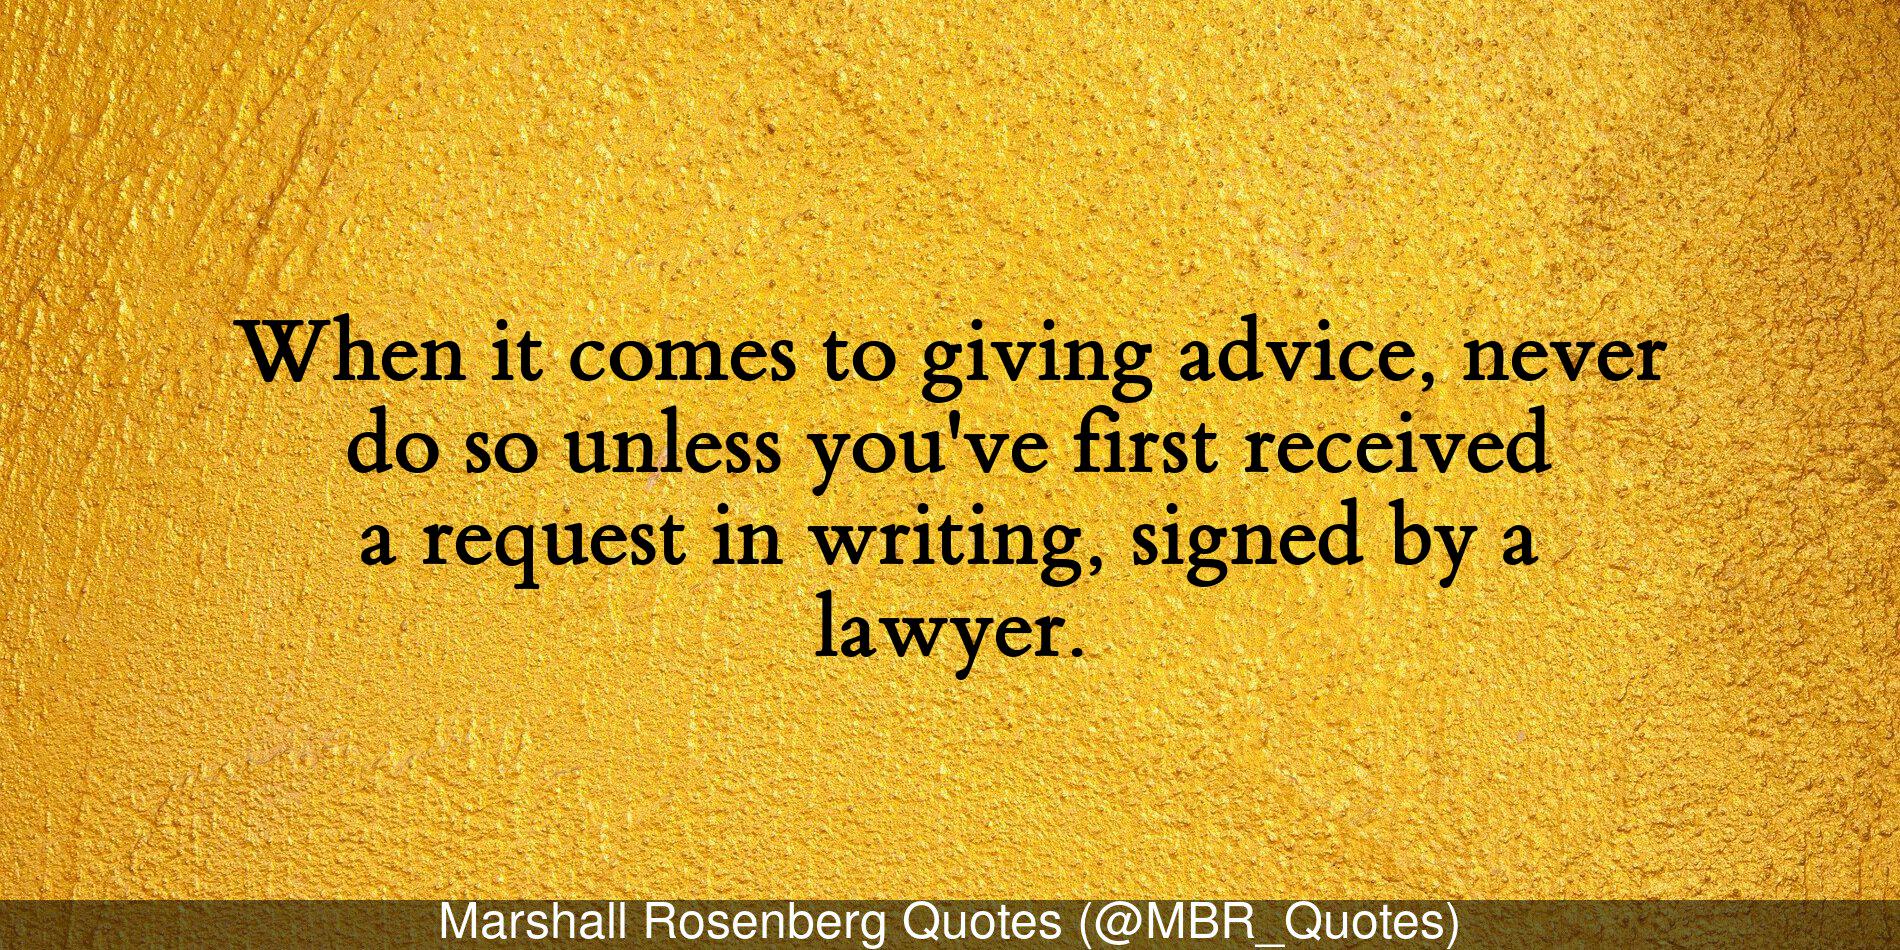 When it comes to giving advice, never
do so unless you've first received
a request in writing, signed by a
lawyer.
Marshall Rosenberg Quotes (@MBR_Quotes)